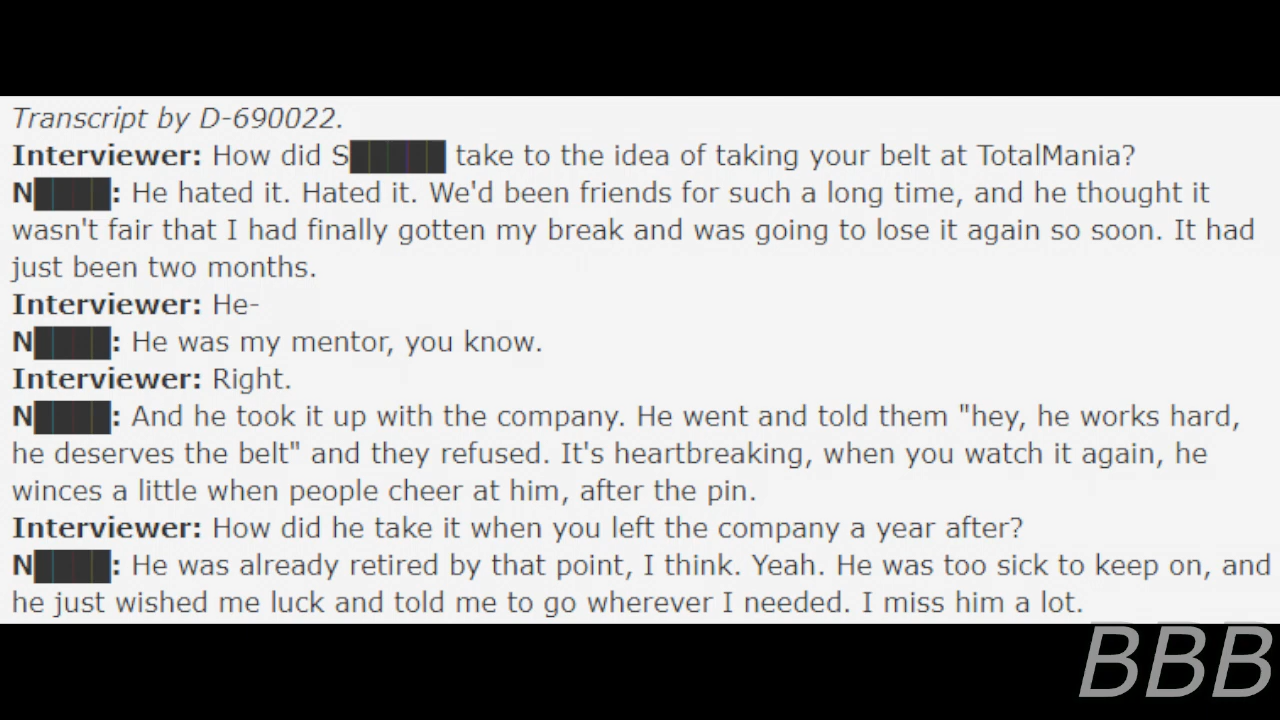 Transcript by D-690022.
Interviewer: How did S█████ take to the idea of taking your belt at TotalMania?
N████: He hated it. Hated it. We'd been friends for such a long time, and he thought it
wasn't fair that I had finally gotten my break and was going to lose it again so soon. It had
just been two months.
Interviewer: He-
N████: He was my mentor, you know.
Interviewer: Right.
N████: And he took it up with the company. He went and told them "hey, he works hard,
he deserves the belt" and they refused. It's heartbreaking, when you watch it again, he
winces a little when people cheer at him, after the pin.
Interviewer: How did he take it when you left the company a year after?
N████: He was already retired by that point, I think. Yeah. He was too sick to keep on, and
he just wished me luck and told me to go wherever I needed. I miss him a lot.
BBB